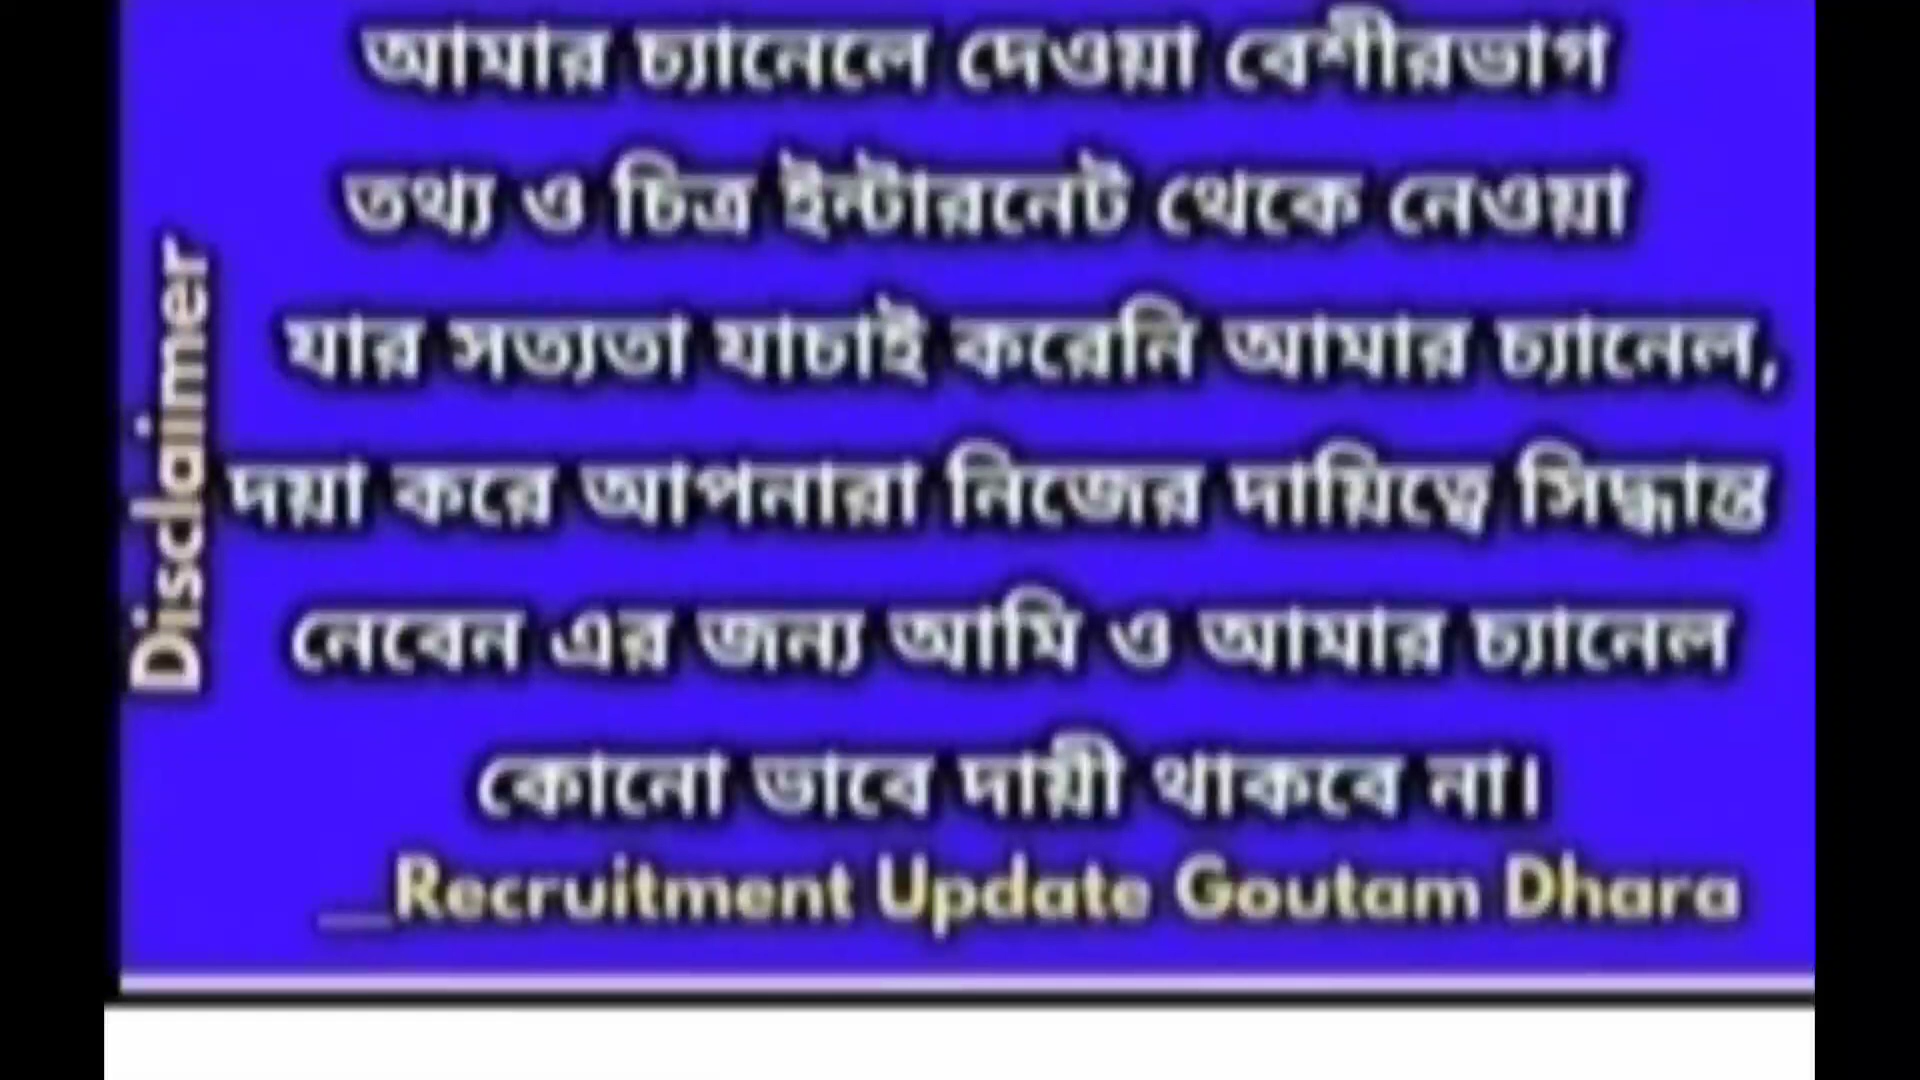 Disclaimer
আমার চ্যানেলে দেওয়া বেশীরভাগ
তথ্য ও চিত্র ইন্টারনেট থেকে নেওয়া
যার সত্যতা যাচাই করেনি আমার চ্যানেল,
দয়া করে আপনারা নিজের দায়িত্বে সিদ্ধান্ত
নেবেন এর জন্য আমি ও আমার চ্যানেল
কোনো ভাবে দায়ী থাকবে না।
__Recruitment Update Goutam Dhara